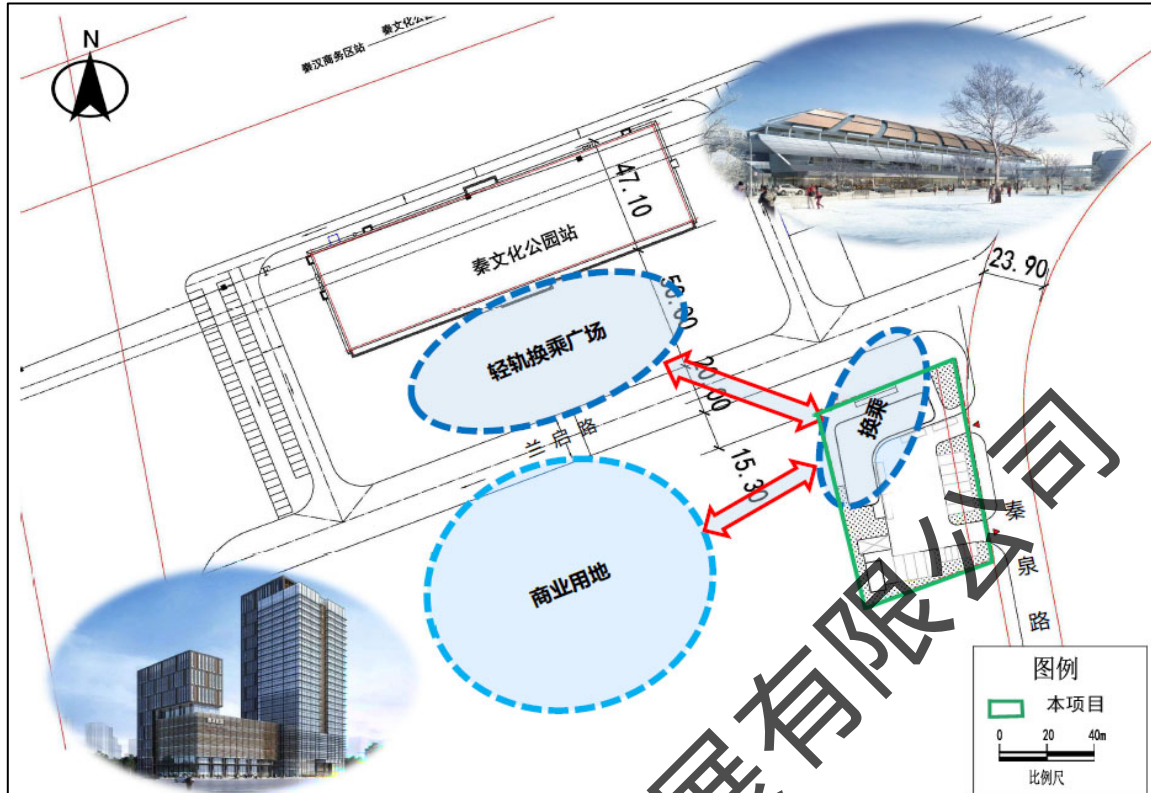 N
秦汉商务区站
秦文化公园
47.10
秦文化公园站
23.90
轻轨换乘广场
20.00
换乘
兰启路
15.30
商业用地
秦泉路
展有限公司
图例
本项目
0 20 40m
比例尺